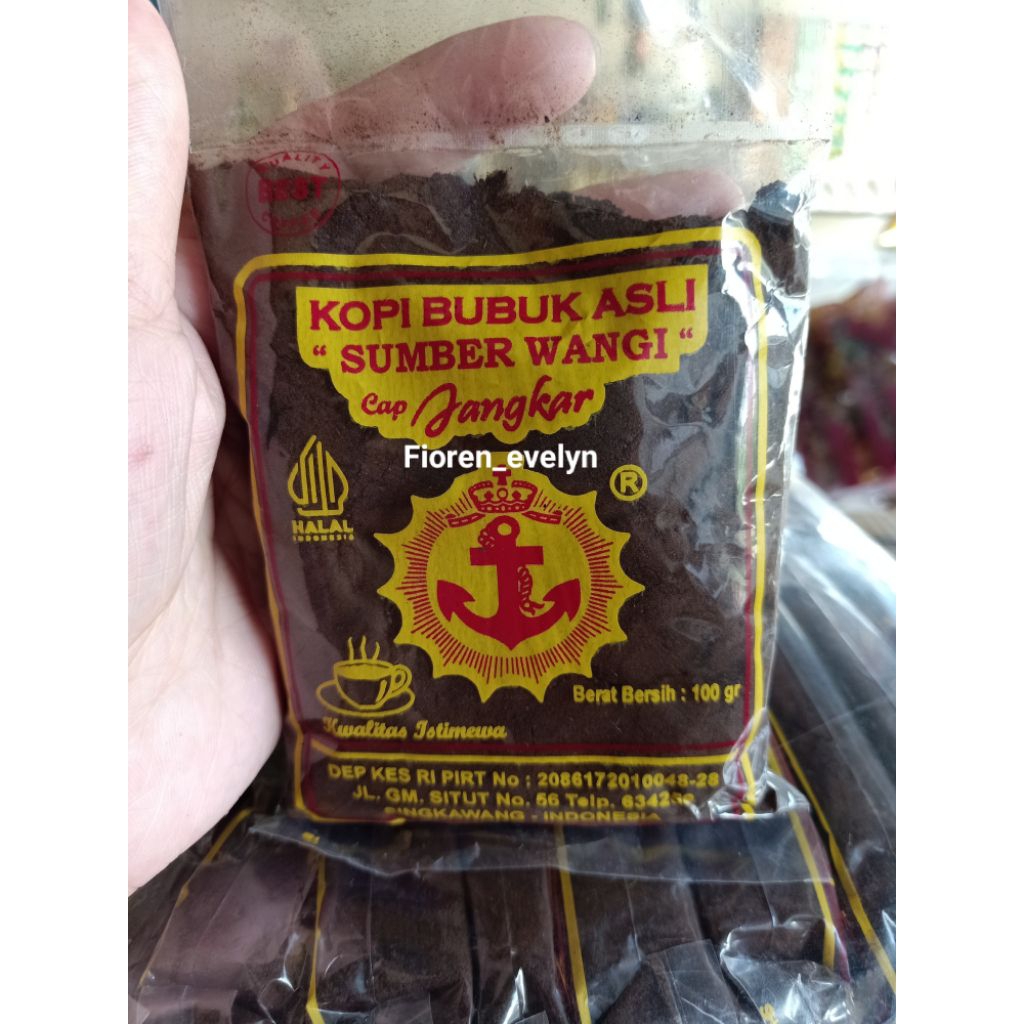 QUALITY
BEST
KOPI BUBUK ASLI
“ SUMBER WANGI “
Cap Jangkar
Fioren_evelyn
®
HALAL
INDONESIA
Berat Bersih : 100 gr
Kwalitas Istimewa
DEP KES RI PIRT No : 2086172010048-28
JL. GM. SITUT No. 56 Telp.
SINGKAWANG - INDONESIA